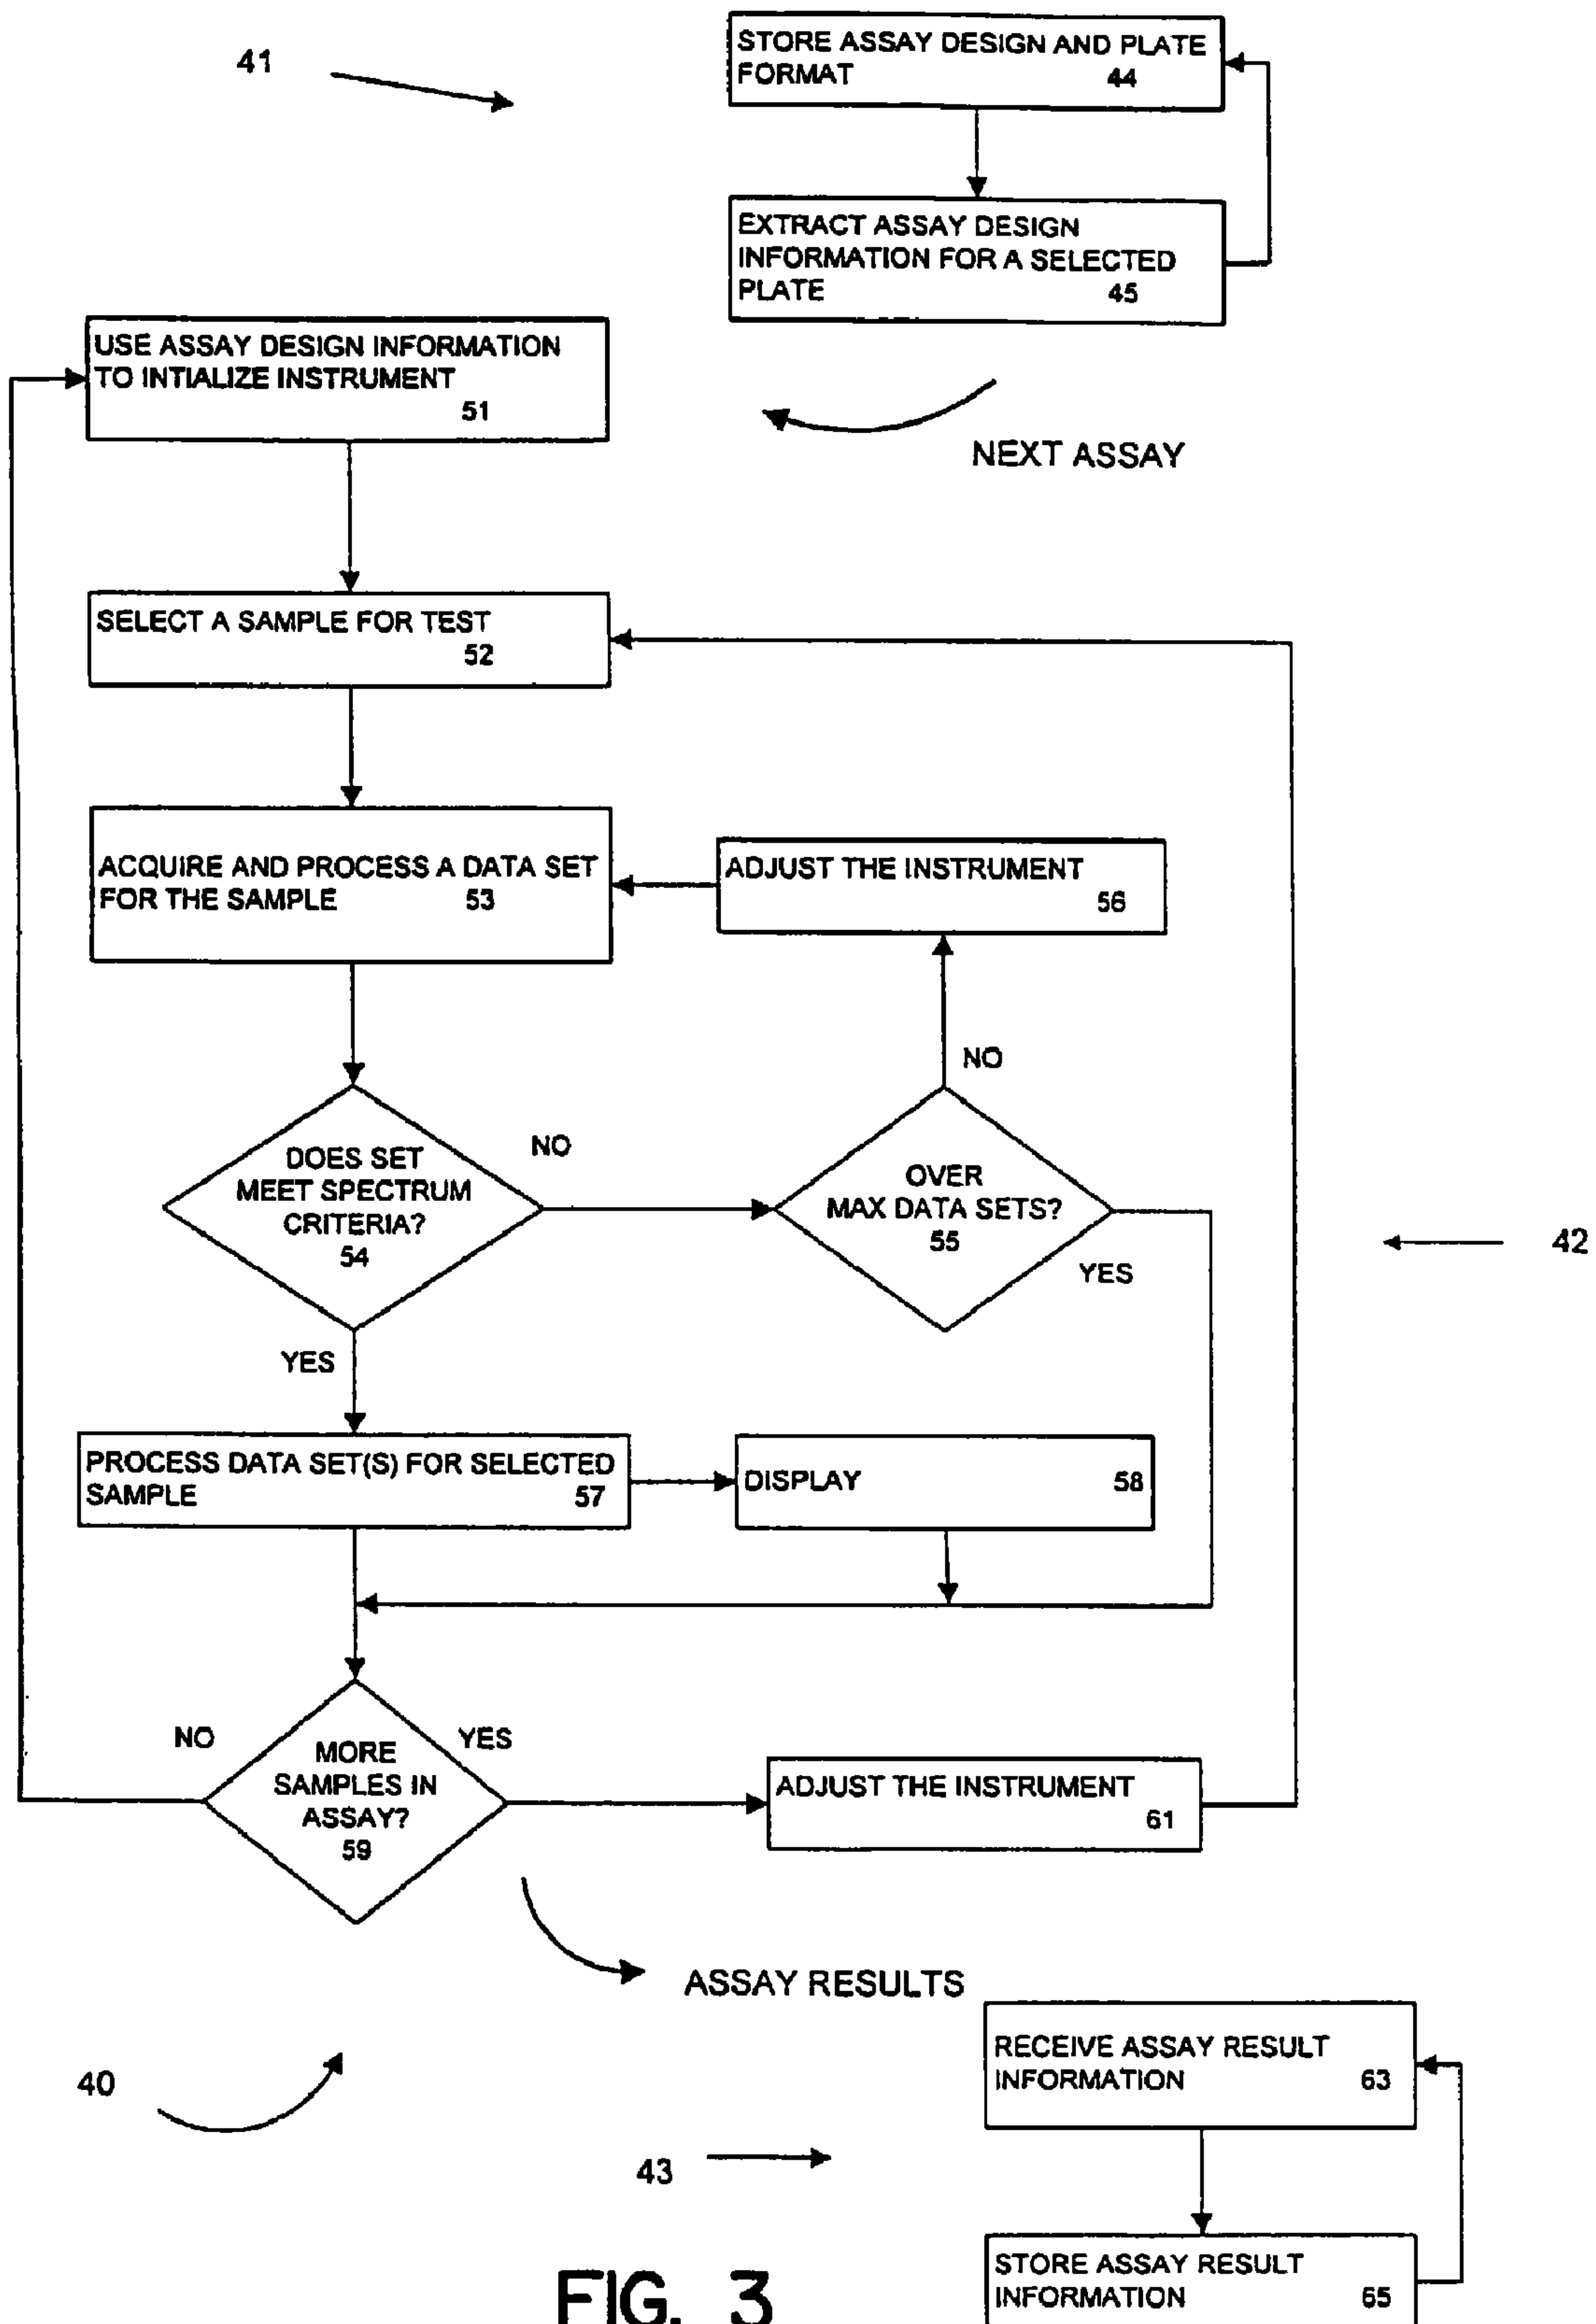 41
STORE ASSAY DESIGN AND PLATE
FORMAT 44
EXTRACT ASSAY DESIGN
INFORMATION FOR A SELECTED
PLATE 45
USE ASSAY DESIGN INFORMATION
TO INTIALIZE INSTRUMENT
51
NEXT ASSAY
SELECT A SAMPLE FOR TEST
52
ACQUIRE AND PROCESS A DATA SET
FOR THE SAMPLE 53
ADJUST THE INSTRUMENT
56
NO
DOES SET
MEET SPECTRUM
CRITERIA?
54
NO
OVER
MAX DATA SETS?
55
YES
42
YES
PROCESS DATA SET(S) FOR SELECTED
SAMPLE 57
DISPLAY 58
NO
MORE
SAMPLES IN
ASSAY?
59
YES
ADJUST THE INSTRUMENT
61
ASSAY RESULTS
40
RECEIVE ASSAY RESULT
INFORMATION 63
43
STORE ASSAY RESULT
INFORMATION 65
FIG. 3